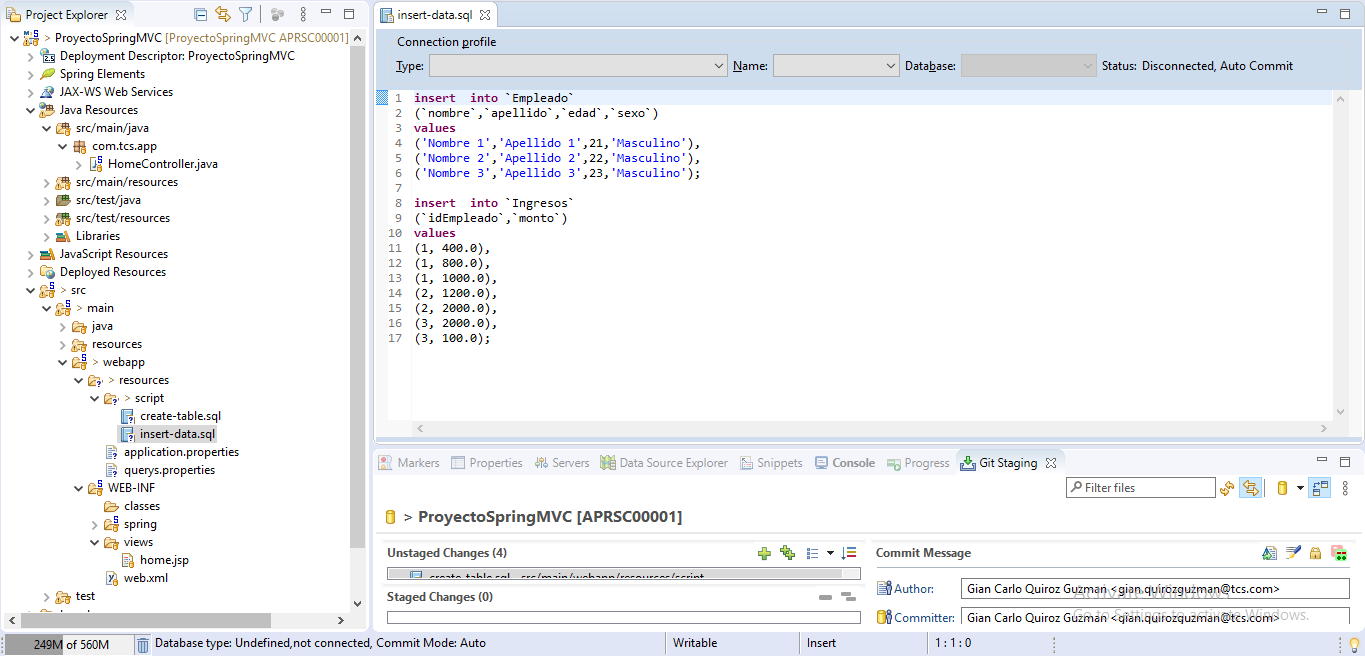 Project Explorer
> ProyectoSpringMVC [ProyectoSpringMVC APRSC00001]
Deployment Descriptor: ProyectoSpringMVC
Spring Elements
JAX-WS Web Services
Java Resources
src/main/java
com.tcs.app
HomeController.java
src/main/resources
src/test/java
src/test/resources
Libraries
JavaScript Resources
Deployed Resources
> src
> main
java
resources
> webapp
> resources
> script
create-table.sql
insert-data.sql
application.properties
querys.properties
WEB-INF
classes
spring
views
home.jsp
web.xml
test
insert-data.sql
Connection profile
Type: Name: Database: Status: Disconnected, Auto Commit
1 insert  into `Empleado`
2 (`nombre`,`apellido`,`edad`,`sexo`)
3 values
4 ('Nombre 1','Apellido 1',21,'Masculino'),
5 ('Nombre 2','Apellido 2',22,'Masculino'),
6 ('Nombre 3','Apellido 3',23,'Masculino');
7
8 insert  into `Ingresos`
9 (`idEmpleado`,`monto`)
10 values
11 (1, 400.0),
12 (1, 800.0),
13 (1, 1000.0),
14 (2, 1200.0),
15 (2, 2000.0),
16 (3, 2000.0),
17 (3, 100.0);
Markers Properties Servers Data Source Explorer Snippets Console Progress Git Staging
Filter files
> ProyectoSpringMVC [APRSC00001]
Unstaged Changes (4)
create-table.sql - src/main/webapp/resources/script
Staged Changes (0)
Commit Message
Author: Gian Carlo Quiroz Guzman <gian.quirozguzman@tcs.com>
Committer: Gian Carlo Quiroz Guzman <gian.quirozguzman@tcs.com>
Activate Windows
Go to Settings to activate Windows.
249M of 560M Database type: Undefined,not connected, Commit Mode: Auto Writable Insert 1 : 1 : 0